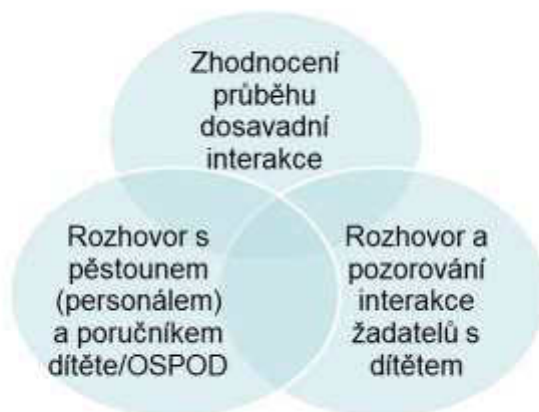 Zhodnocení
průběhu
dosavadní
interakce
Rozhovor s
pěstounem
(personálem)
a poručníkem
dítěte/OSPOD
Rozhovor a
pozorování
interakce
žadatelů s
dítětem